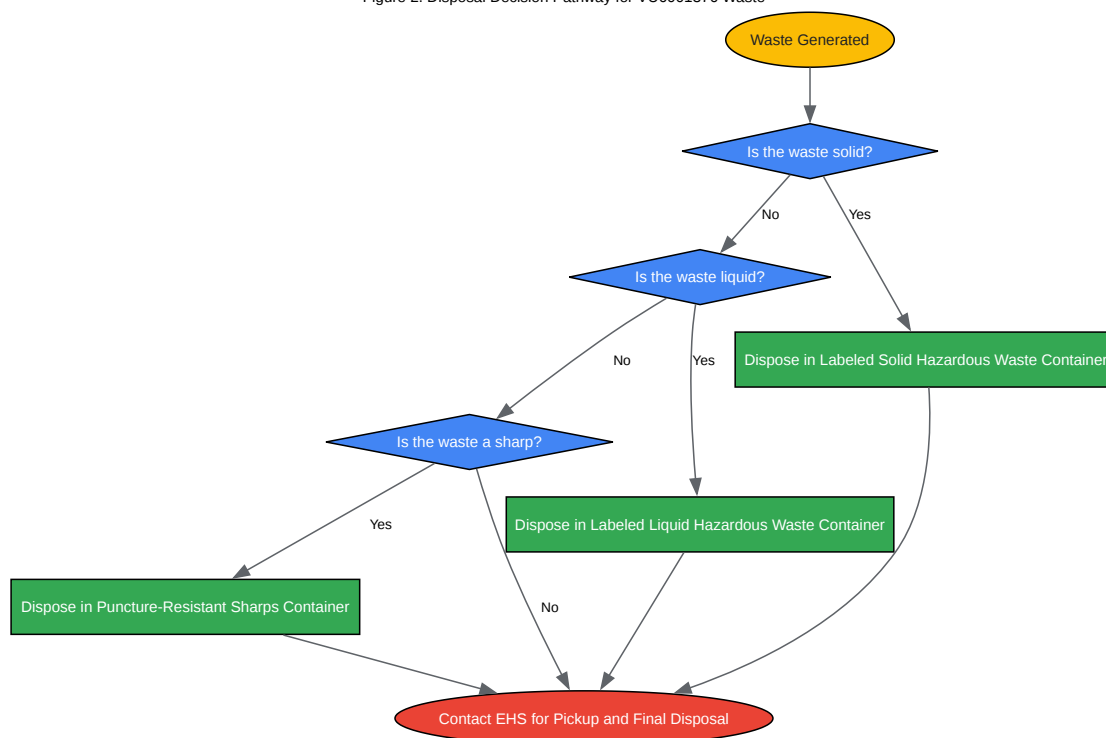 Waste Generated
Is the waste solid?
No
Yes
Is the waste liquid?
No
Yes
Dispose in Labeled Solid Hazardous Waste Container
Is the waste a sharp?
Yes
Dispose in Labeled Liquid Hazardous Waste Container
No
Dispose in Puncture-Resistant Sharps Container
Contact EHS for Pickup and Final Disposal